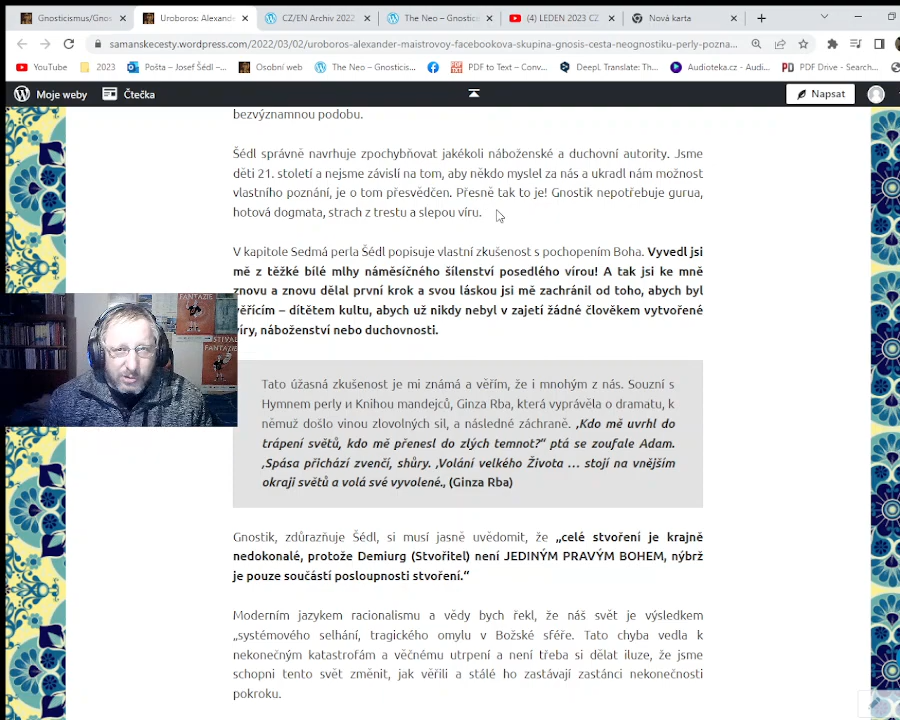 Gnosticismus/Gnos
Uroboros: Alexande
CZ/EN Archiv 2022
The Neo – Gnostice
(4) LEDEN 2023 CZ
Nová karta
samanskecesty.wordpress.com/2022/03/02/uroboros-alexander-maistrovoy-facebookova-skupina-gnosis-cesta-neognostiku-perly-pozna...
YouTube
2023
Pošta – Josef Šédl –...
Osobní web
The Neo – Gnostic...
PDF to Text – Conv...
DeepL Translate: Th...
Audioteka.cz - Audi...
PDF Drive - Search...
Moje weby
Čtečka
Napsat
bezvýznamnou podobu.
Šédl správně navrhuje zpochybňovat jakékoli náboženské a duchovní autority. Jsme
děti 21. století a nejsme závislí na tom, aby někdo myslel za nás a ukradl nám možnost
vlastního poznání, je o tom přesvědčen. Přesně tak to je! Gnostik nepotřebuje gurua,
hotová dogmata, strach z trestu a slepou víru.
V kapitole Sedmá perla Šédl popisuje vlastní zkušenost s pochopením Boha. Vyvedl jsi
mě z těžké bílé mlhy náměsíčného šílenství posedlého vírou! A tak jsi ke mně
znovu a znovu dělal první krok a svou láskou jsi mě zachránil od toho, abych byl
věřícím – dítětem kultu, abych už nikdy nebyl v zajetí žádné člověkem vytvořené
víry, náboženství nebo duchovnosti.
FANTAZIE
FESTIVAL
FANTAZIE
Tato úžasná zkušenost je mi známá a věřím, že i mnohým z nás. Souzní s
Hymnem perly и Knihou mandejců, Ginza Rba, která vyprávěla o dramatu, k
němuž došlo vinou zlovolných sil, a následné záchraně. ‚Kdo mě uvrhl do
trápení světů, kdo mě přenesl do zlých temnot?“ ptá se zoufale Adam.
‚Spása přichází zvenčí, shůry. ‚Volání velkého Života … stojí na vnějším
okraji světů a volá své vyvolené., (Ginza Rba)
Gnostik, zdůrazňuje Šédl, si musí jasně uvědomit, že „celé stvoření je krajně
nedokonalé, protože Demiurg (Stvořitel) není JEDINÝM PRAVÝM BOHEM, nýbrž
je pouze součástí posloupnosti stvoření.“
Moderním jazykem racionalismu a vědy bych řekl, že náš svět je výsledkem
„systémového selhání, tragického omylu v Božské sféře. Tato chyba vedla k
nekonečným katastrofám a věčnému utrpení a není třeba si dělat iluze, že jsme
schopni tento svět změnit, jak věřili a stálé ho zastávají zastánci nekonečnosti
pokroku.